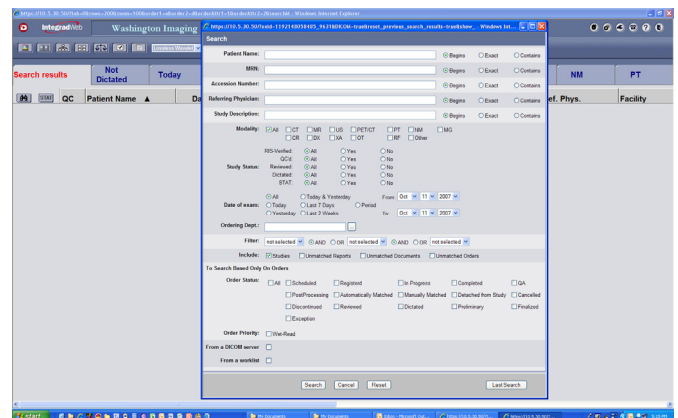 Integrad Web Washington Imaging
Search results
Not Dictated
Today
NM
PT
STAT QC Patient Name ▲
ef. Phys.
Facility
Search
Patient Name: Begins Exact Contains
MRN: Begins Exact Contains
Accession Number: Begins Exact Contains
Referring Physician: Begins Exact Contains
Study Description: Begins Exact Contains
Modality: All CT MR US PET/CT PT NM MG
CR DX XA OT RF Other
RIS-Verified: All Yes No
QC'd: All Yes No
Study Status: Reviewed: All Yes No
Dictated: All Yes No
STAT: All Yes No
All Today & Yesterday From: Oct 11 2007
Date of exam: Today Last 7 Days Period
Yesterday Last 2 Weeks To: Oct 11 2007
Ordering Dept.: ...
Filter: not selected AND OR not selected AND OR not selected
Include: Studies Unmatched Reports Unmatched Documents Unmatched Orders
To Search Based Only On Orders
Order Status: All Scheduled Registered In Progress Completed QA
PostProcessing Automatically Matched Manually Matched Detached from Study Cancelled
Discontinued Reviewed Dictated Preliminary Finalized
Exception
Order Priority: Wet-Read
From a DICOM server
From a worklist
Search Cancel Reset Last Search
start
My Documents
My Documents